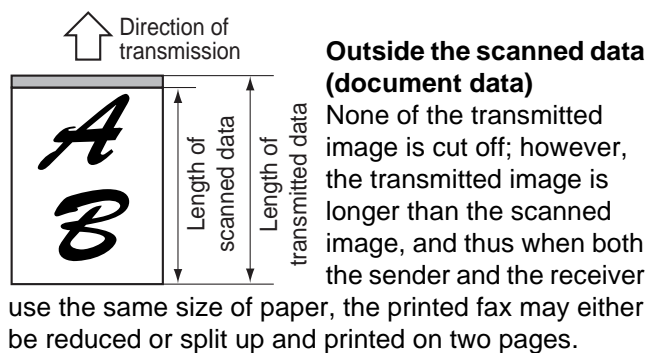 Direction of
transmission
A
B
Length of
scanned data
Length of
transmitted data
Outside the scanned data
(document data)
None of the transmitted
image is cut off; however,
the transmitted image is
longer than the scanned
image, and thus when both
the sender and the receiver
use the same size of paper, the printed fax may either
be reduced or split up and printed on two pages.